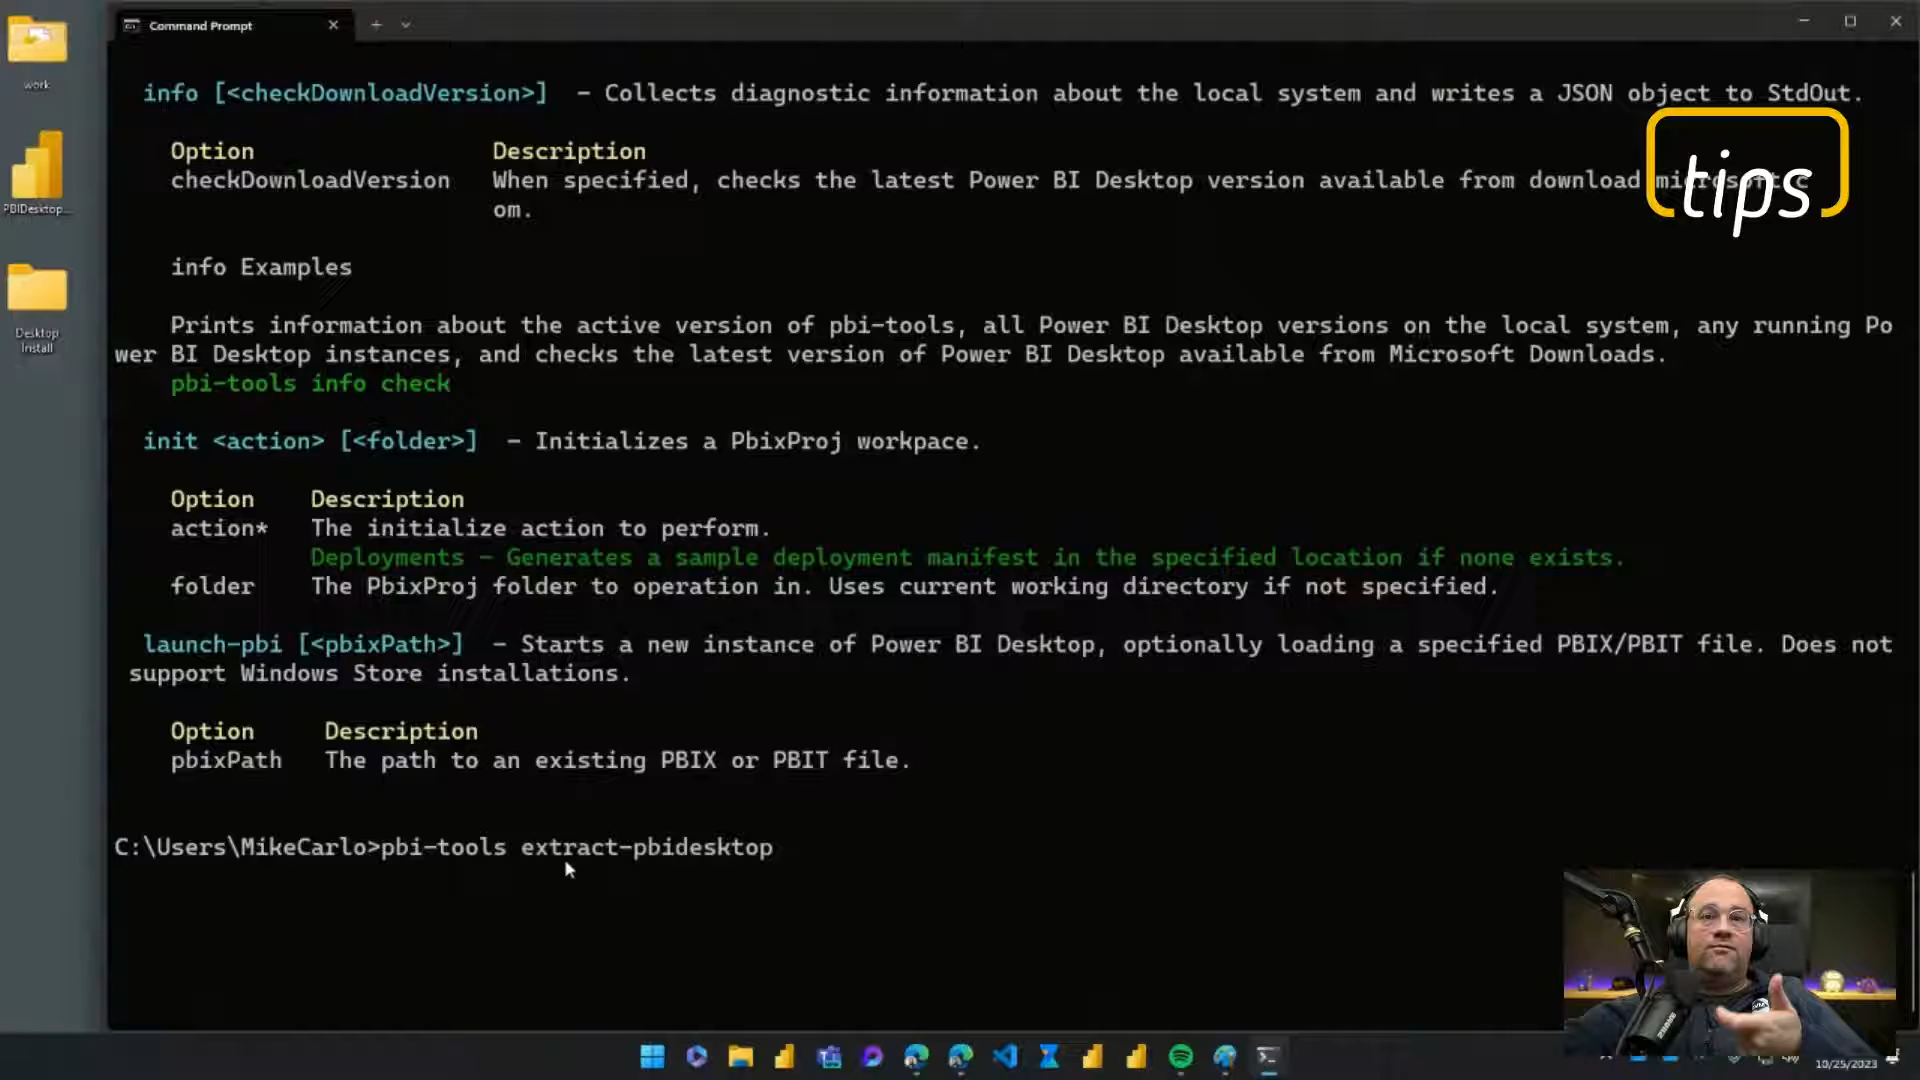 Command Prompt
work
PBIDesktop...
Desktop
Install
info [<checkDownloadVersion>] – Collects diagnostic information about the local system and writes a JSON object to StdOut.
Option Description
checkDownloadVersion When specified, checks the latest Power BI Desktop version available from download microsoft c
om.
tips
info Examples
Prints information about the active version of pbi-tools, all Power BI Desktop versions on the local system, any running Po
wer BI Desktop instances, and checks the latest version of Power BI Desktop available from Microsoft Downloads.
pbi-tools info check
init <action> [<folder>] – Initializes a PbixProj workpace.
Option Description
action* The initialize action to perform.
Deployments – Generates a sample deployment manifest in the specified location if none exists.
folder The PbixProj folder to operation in. Uses current working directory if not specified.
launch-pbi [<pbixPath>] – Starts a new instance of Power BI Desktop, optionally loading a specified PBIX/PBIT file. Does not
support Windows Store installations.
Option Description
pbixPath The path to an existing PBIX or PBIT file.
C:\Users\MikeCarlo>pbi-tools extract-pbidesktop
10/25/2023